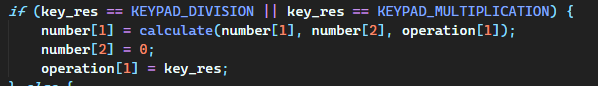 if (key_res == KEYPAD_DIVISION || key_res == KEYPAD_MULTIPLICATION) {
    number[1] = calculate(number[1], number[2], operation[1]);
    number[2] = 0;
    operation[1] = key_res;
} else {